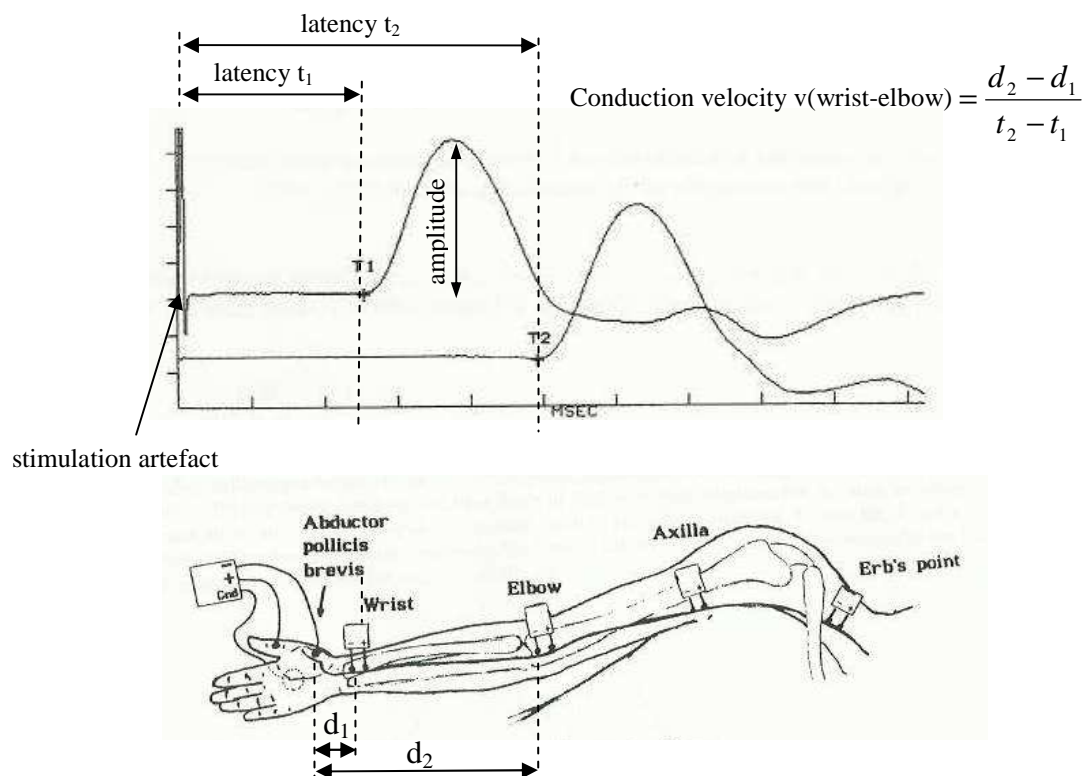 latency t₂
latency t₁
Conduction velocity v(wrist-elbow) = (d₂ − d₁) / (t₂ − t₁)
amplitude
T1
T2
MSEC
stimulation artefact
Abductor
pollicis
brevis
Axilla
Erb's point
Elbow
Wrist
−
+
Gnd
d₁
d₂